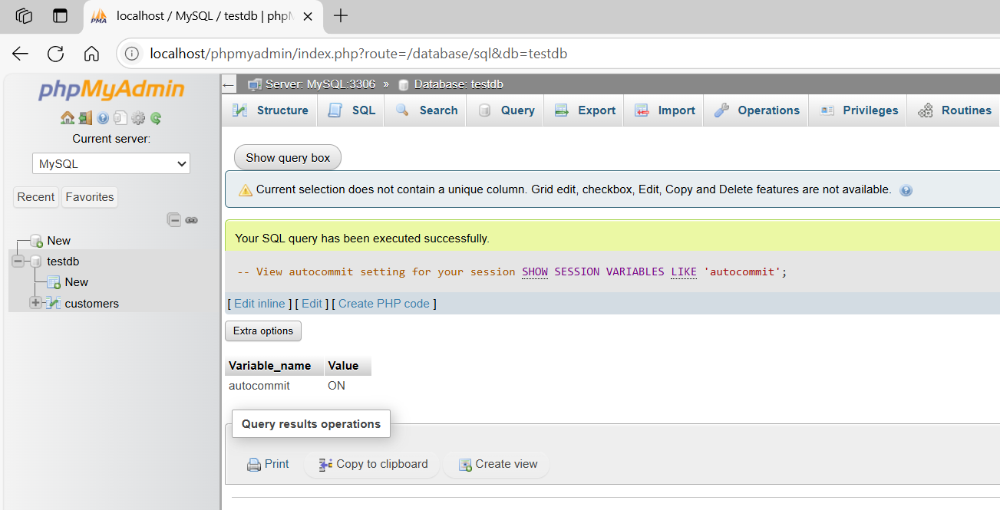 localhost / MySQL / testdb | php
localhost/phpmyadmin/index.php?route=/database/sql&db=testdb
phpMyAdmin
Current server:
MySQL
Recent Favorites
New
testdb
New
customers
Server: MySQL:3306 » Database: testdb
Structure SQL Search Query Export Import Operations Privileges Routines
Show query box
Current selection does not contain a unique column. Grid edit, checkbox, Edit, Copy and Delete features are not available.
Your SQL query has been executed successfully.
-- View autocommit setting for your session SHOW SESSION VARIABLES LIKE 'autocommit';
[ Edit inline ] [ Edit ] [ Create PHP code ]
Extra options
Variable_name Value
autocommit ON
Query results operations
Print Copy to clipboard Create view